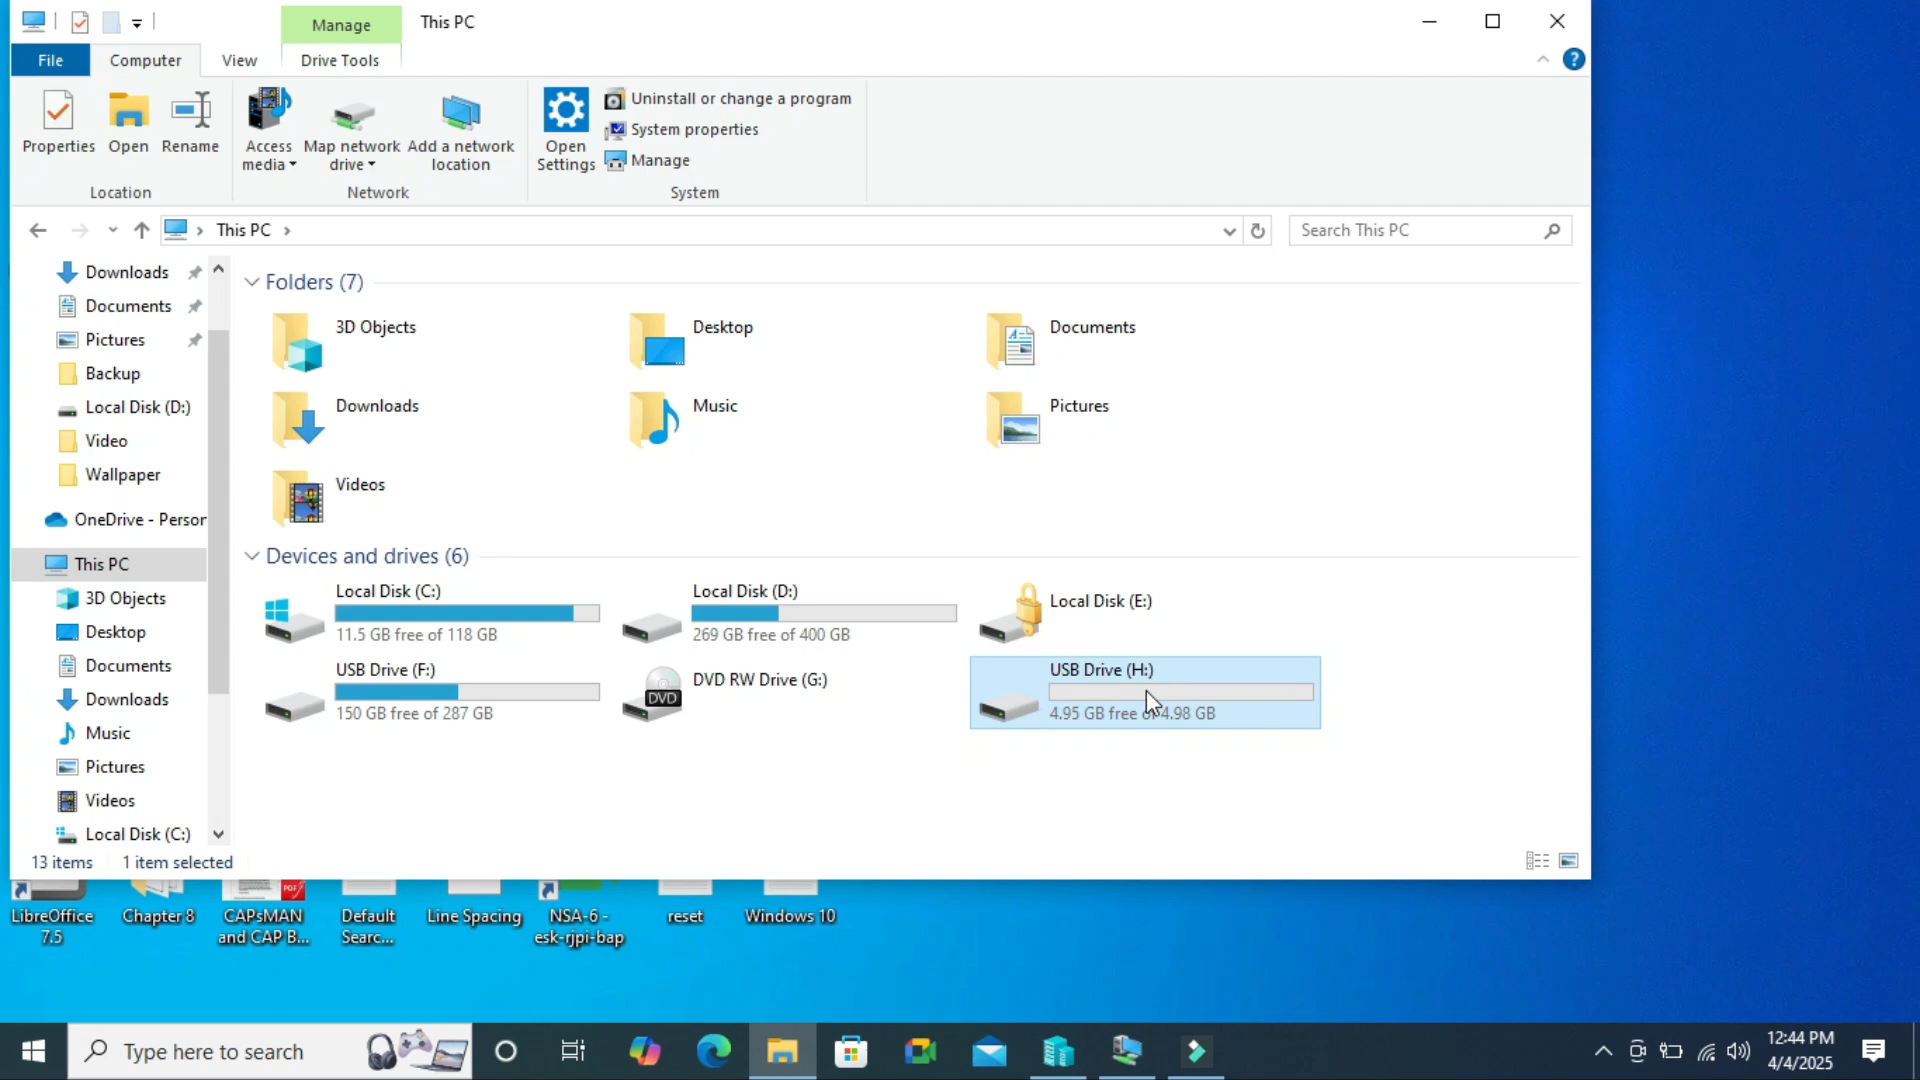 Manage
This PC
File
Computer
View
Drive Tools
Properties
Open
Rename
Access
media
Map network
drive
Add a network
location
Open
Settings
Uninstall or change a program
System properties
Manage
Location
Network
System
This PC
Search This PC
Downloads
Documents
Pictures
Backup
Local Disk (D:)
Video
Wallpaper
OneDrive - Person
This PC
3D Objects
Desktop
Documents
Downloads
Music
Pictures
Videos
Local Disk (C:)
Folders (7)
3D Objects
Desktop
Documents
Downloads
Music
Pictures
Videos
Devices and drives (6)
Local Disk (C:)
11.5 GB free of 118 GB
Local Disk (D:)
269 GB free of 400 GB
Local Disk (E:)
USB Drive (F:)
150 GB free of 287 GB
DVD
DVD RW Drive (G:)
USB Drive (H:)
4.95 GB free of 4.98 GB
13 items
1 item selected
LibreOffice
7.5
Chapter 8
PDF
CAPsMAN
and CAP B...
Default
Searc...
Line Spacing
NSA-6 -
esk-rjpi-bap
reset
Windows 10
Type here to search
12:44 PM
4/4/2025